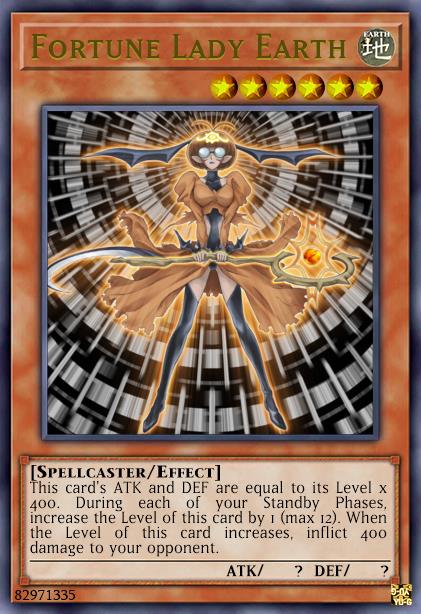 Fortune Lady Earth
EARTH
地
[Spellcaster/Effect]
This card's ATK and DEF are equal to its Level x
400. During each of your Standby Phases,
increase the Level of this card by 1 (max 12). When
the Level of this card increases, inflict 400
damage to your opponent.
ATK/ ? DEF/ ?
82971335